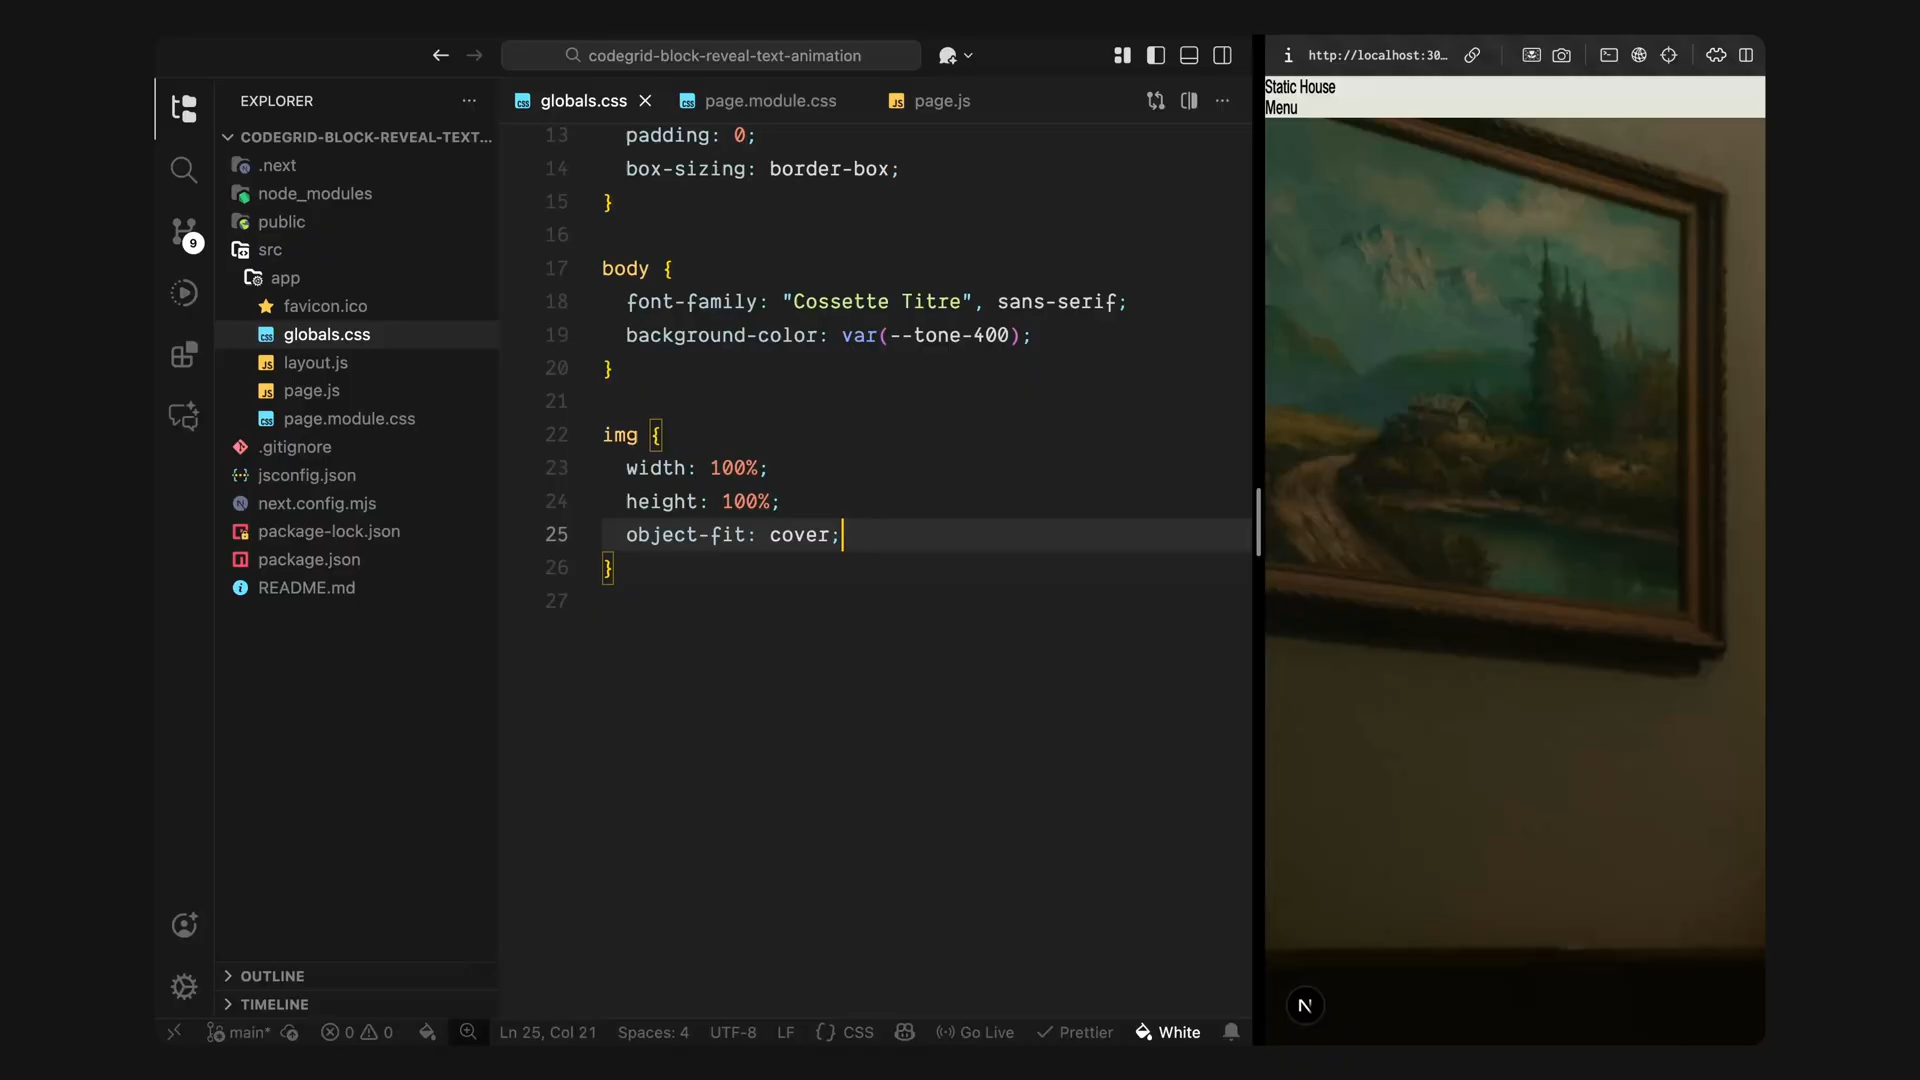 codegrid-block-reveal-text-animation
http://localhost:30…
EXPLORER
globals.css
page.module.css
page.js
CODEGRID-BLOCK-REVEAL-TEXT...
.next
node_modules
public
src
app
favicon.ico
globals.css
layout.js
page.js
page.module.css
.gitignore
jsconfig.json
next.config.mjs
package-lock.json
package.json
README.md
9
OUTLINE
TIMELINE
13 padding: 0;
14 box-sizing: border-box;
15 }
16
17 body {
18 font-family: "Cossette Titre", sans-serif;
19 background-color: var(--tone-400);
20 }
21
22 img {
23 width: 100%;
24 height: 100%;
25 object-fit: cover;
26 }
27
Static House
Menu
N
main*
0
0
Ln 25, Col 21
Spaces: 4
UTF-8
LF
{} CSS
Go Live
Prettier
White